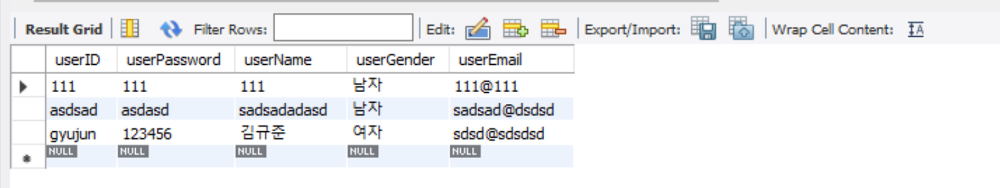 Result Grid Filter Rows: Edit: Export/Import: Wrap Cell Content:
userID userPassword userName userGender userEmail
111 111 111 남자 111@111
asdsad asdasd sadsadadasd 남자 sadsad@dsdsd
gyujun 123456 김규준 여자 sdsd@sdsdsd
NULL NULL NULL NULL NULL